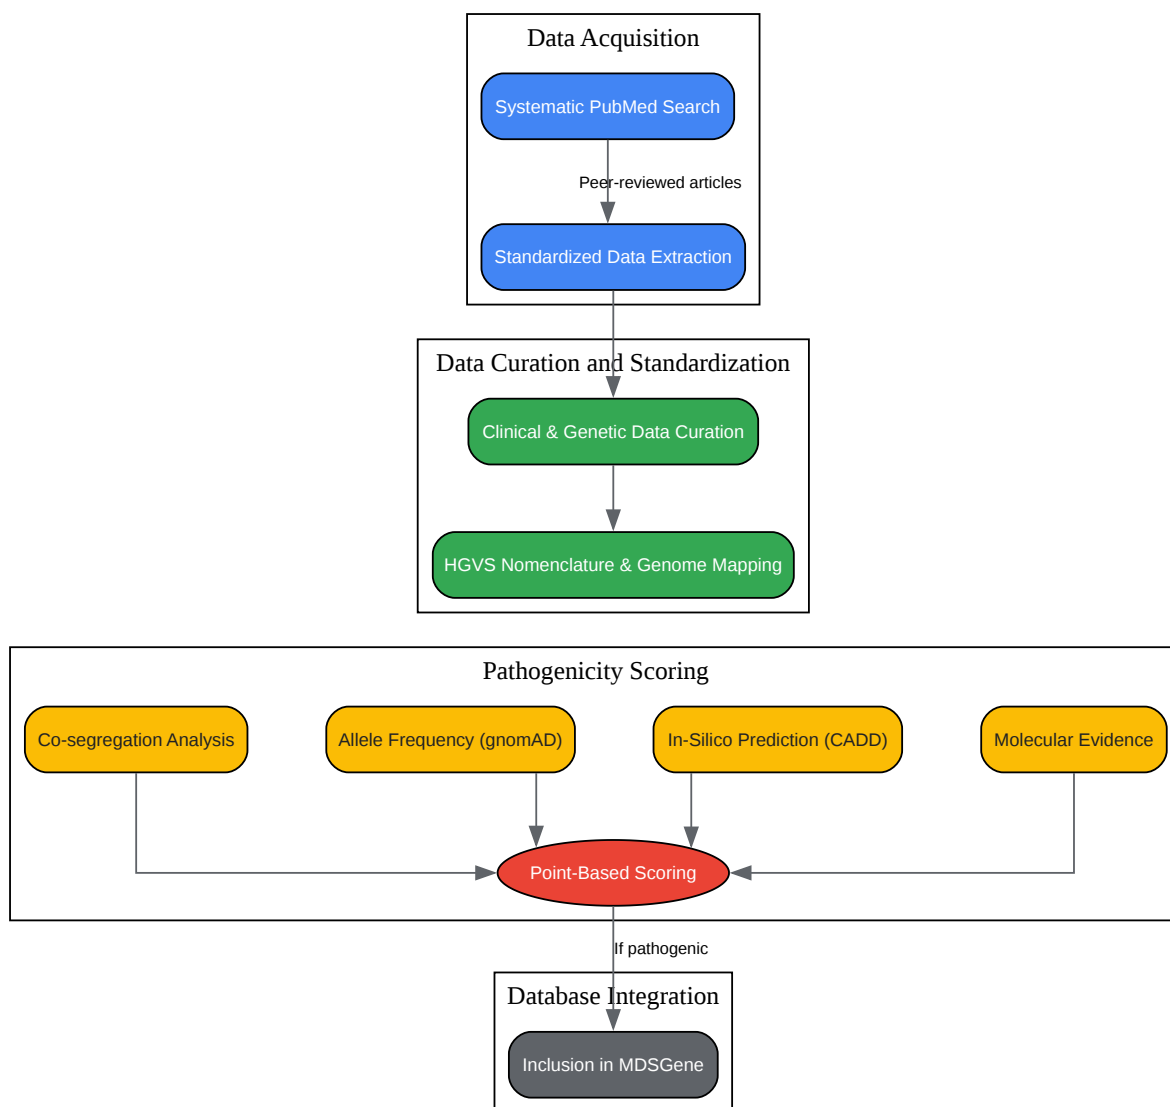 Data Acquisition
Systematic PubMed Search
Peer-reviewed articles
Standardized Data Extraction
Data Curation and Standardization
Clinical & Genetic Data Curation
HGVS Nomenclature & Genome Mapping
Pathogenicity Scoring
Co-segregation Analysis
Allele Frequency (gnomAD)
In-Silico Prediction (CADD)
Molecular Evidence
Point-Based Scoring
If pathogenic
Database Integration
Inclusion in MDSGene